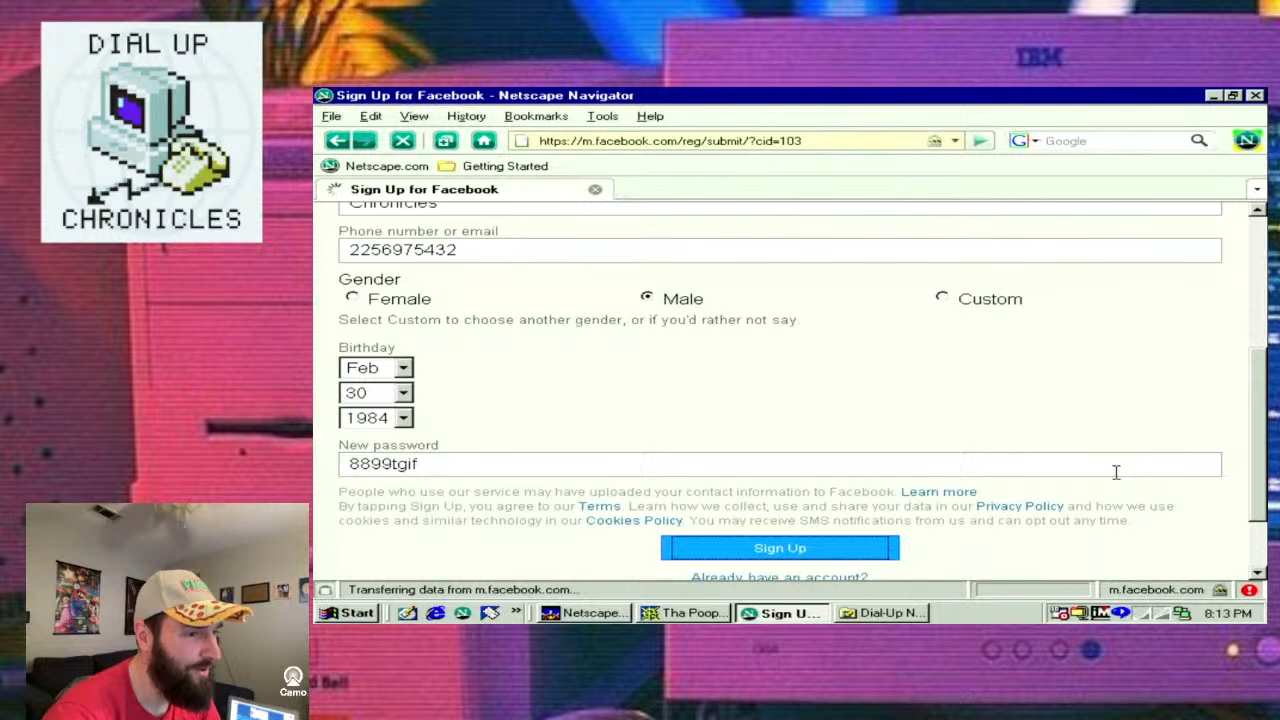 DIAL UP
CHRONICLES
IBM
Sign Up for Facebook - Netscape Navigator
File Edit View History Bookmarks Tools Help
https://m.facebook.com/reg/submit/?cid=103
G Google
N
Netscape.com Getting Started
Sign Up for Facebook
Chronicles
Phone number or email
2256975432
Gender
Female Male Custom
Select Custom to choose another gender, or if you'd rather not say.
Birthday
Feb
30
1984
New password
8899tgif
People who use our service may have uploaded your contact information to Facebook. Learn more
By tapping Sign Up, you agree to our Terms. Learn how we collect, use and share your data in our Privacy Policy and how we use
cookies and similar technology in our Cookies Policy. You may receive SMS notifications from us and can opt out any time.
Sign Up
Already have an account?
Transferring data from m.facebook.com... m.facebook.com
Start Netscape... Tha Poop... Sign U... Dial-Up N... 8:13 PM
Camo